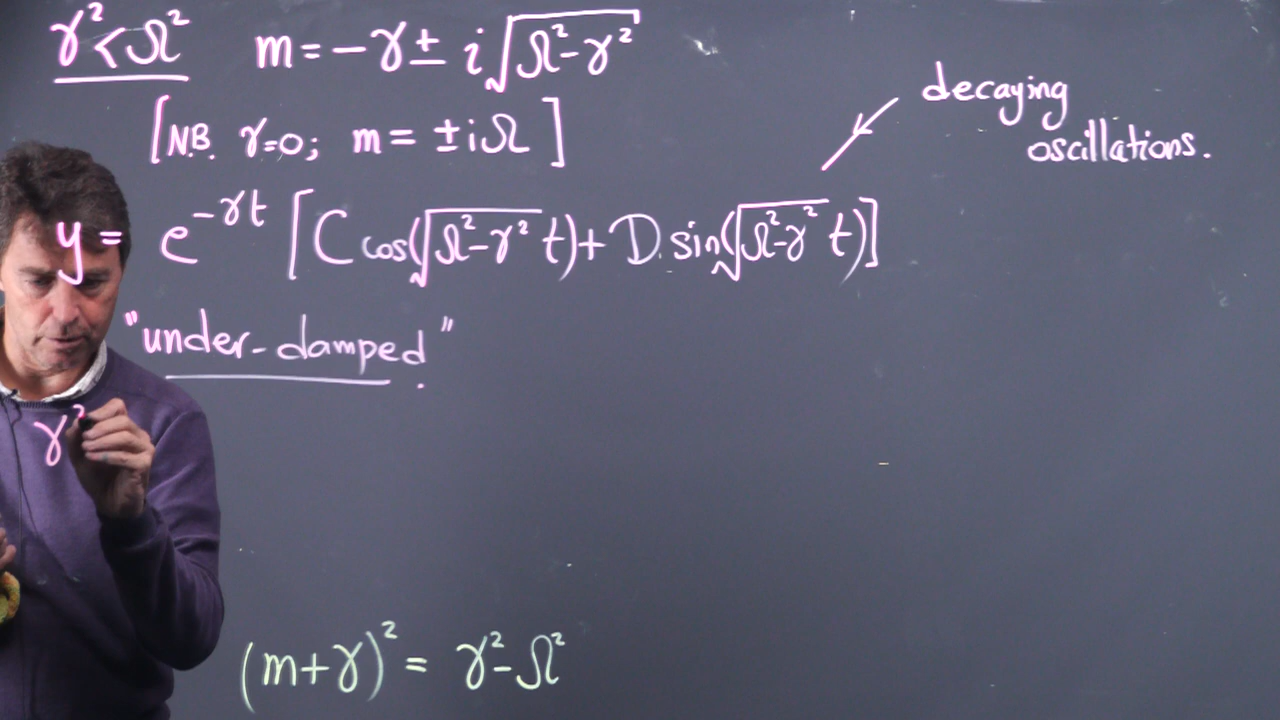 γ² < Ω²  m = −γ ± i√(Ω²−γ²)
decaying
oscillations.
[N.B. γ=0; m = ±iΩ]
y = e^{−γt} [C cos(√(Ω²−γ²) t) + D sin(√(Ω²−γ²) t)]
"under-damped".
γ²
(m+γ)² = γ²−Ω²